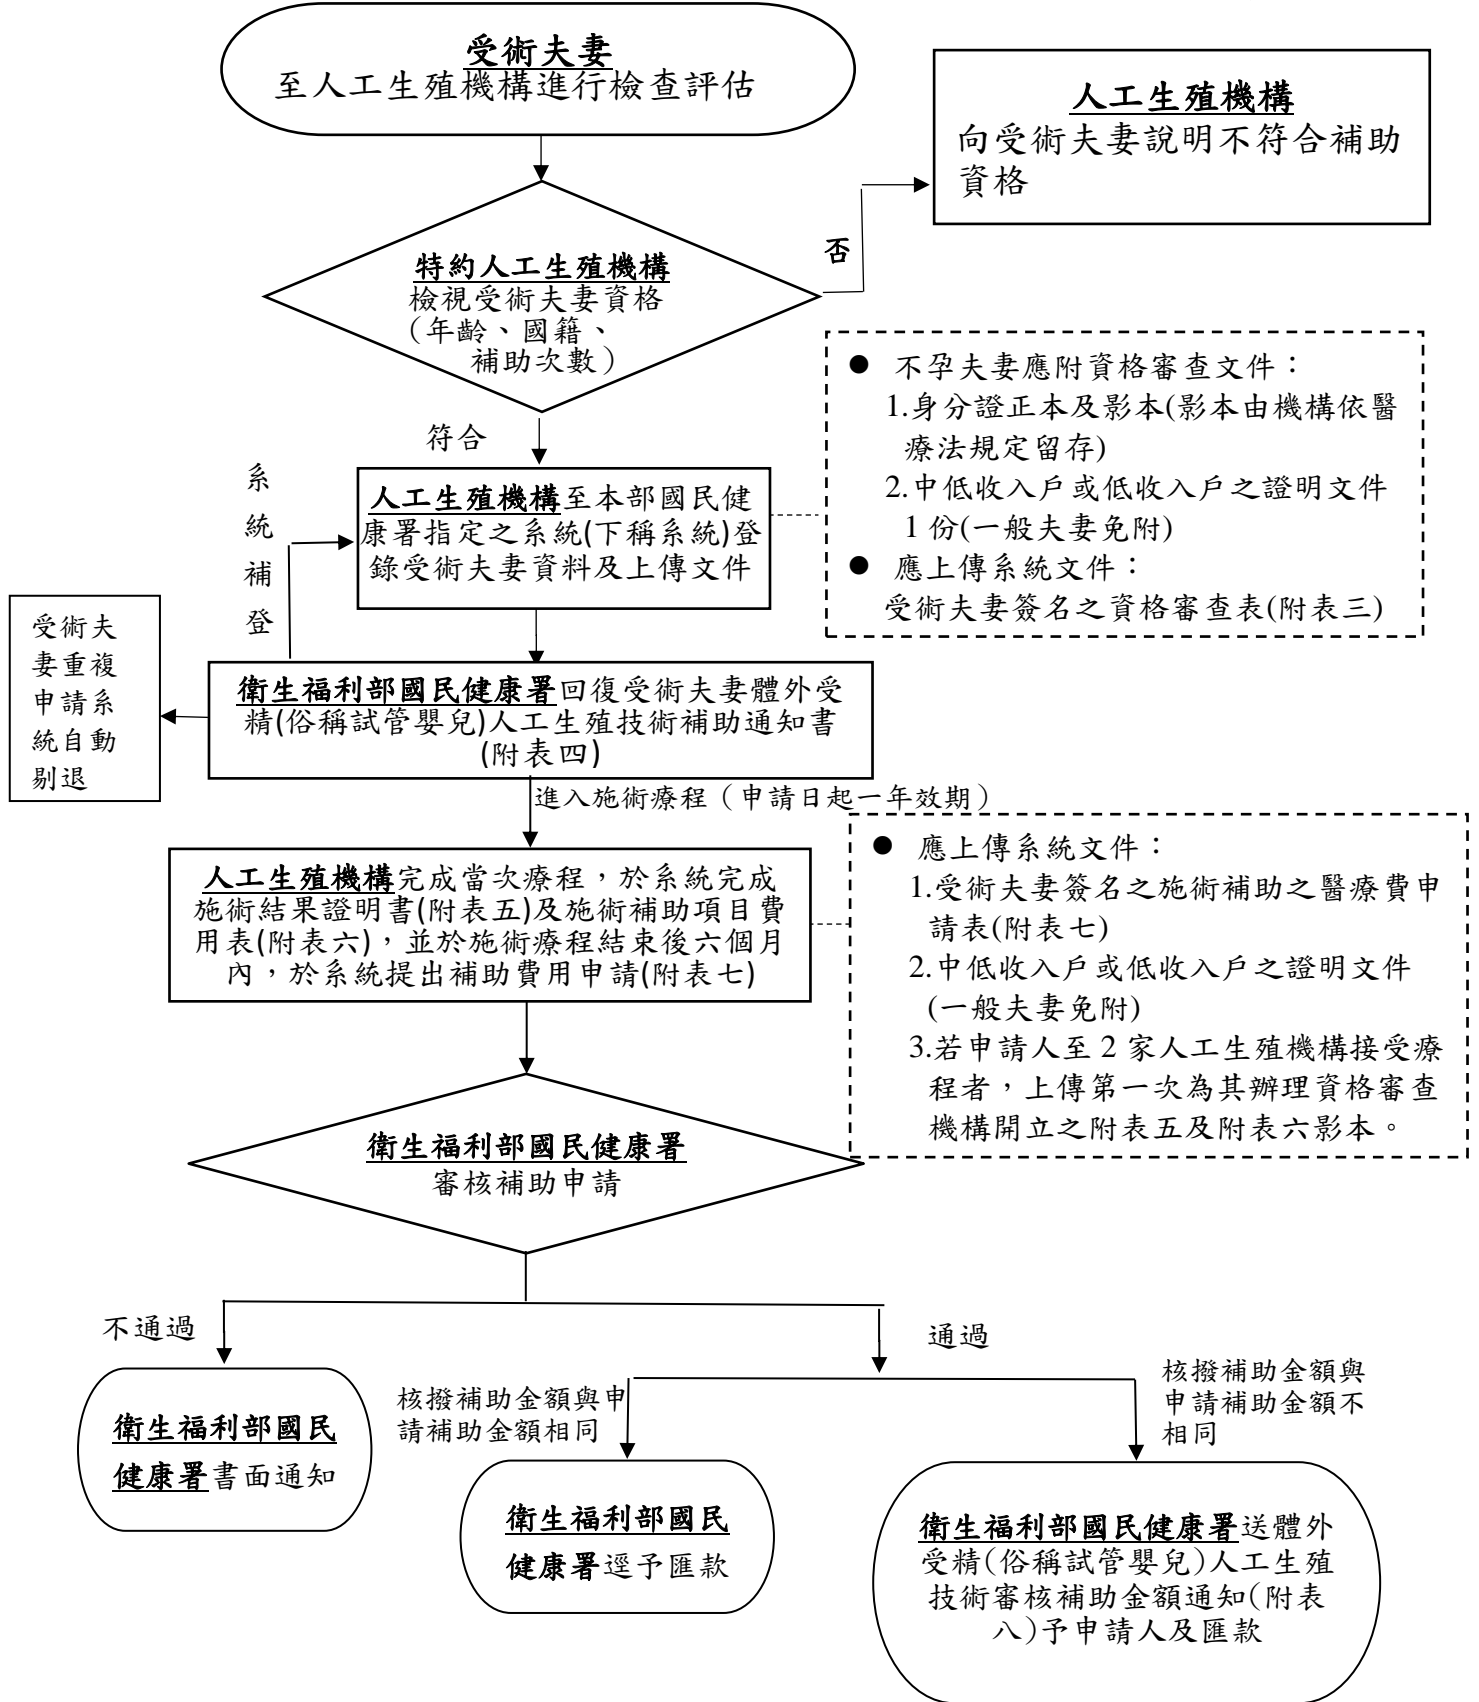 受術夫妻
至人工生殖機構進行檢查評估
人工生殖機構
向受術夫妻說明不符合補助
資格
否
特約人工生殖機構
檢視受術夫妻資格
（年齡、國籍、
補助次數）
符合
● 不孕夫妻應附資格審查文件：
1.身分證正本及影本(影本由機構依醫
療法規定留存)
2.中低收入戶或低收入戶之證明文件
1 份(一般夫妻免附)
● 應上傳系統文件：
受術夫妻簽名之資格審查表(附表三)
系
統
補
登
人工生殖機構至本部國民健
康署指定之系統(下稱系統)登
錄受術夫妻資料及上傳文件
受術夫
妻重複
申請系
統自動
剔退
衛生福利部國民健康署回復受術夫妻體外受
精(俗稱試管嬰兒)人工生殖技術補助通知書
(附表四)
進入施術療程（申請日起一年效期）
人工生殖機構完成當次療程，於系統完成
施術結果證明書(附表五)及施術補助項目費
用表(附表六)，並於施術療程結束後六個月
內，於系統提出補助費用申請(附表七)
● 應上傳系統文件：
1.受術夫妻簽名之施術補助之醫療費申
請表(附表七)
2.中低收入戶或低收入戶之證明文件
(一般夫妻免附)
3.若申請人至 2 家人工生殖機構接受療
程者，上傳第一次為其辦理資格審查
機構開立之附表五及附表六影本。
衛生福利部國民健康署
審核補助申請
不通過
通過
衛生福利部國民
健康署書面通知
核撥補助金額與申
請補助金額相同
核撥補助金額與
申請補助金額不
相同
衛生福利部國民
健康署逕予匯款
衛生福利部國民健康署送體外
受精(俗稱試管嬰兒)人工生殖
技術審核補助金額通知(附表
八)予申請人及匯款